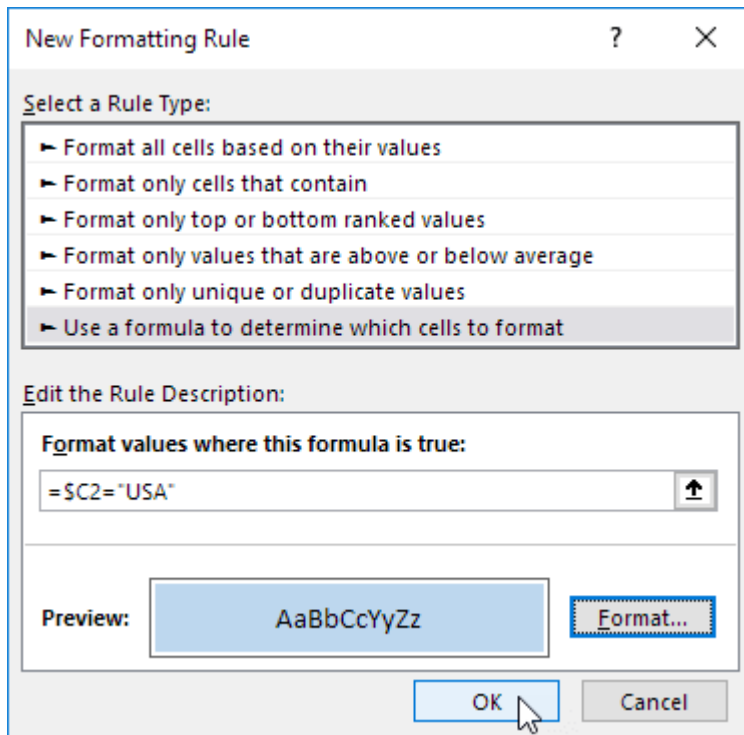 New Formatting Rule ? ×
Select a Rule Type:
► Format all cells based on their values
► Format only cells that contain
► Format only top or bottom ranked values
► Format only values that are above or below average
► Format only unique or duplicate values
► Use a formula to determine which cells to format
Edit the Rule Description:
Format values where this formula is true:
=$C2="USA"
Preview: AaBbCcYyZz Format...
OK Cancel